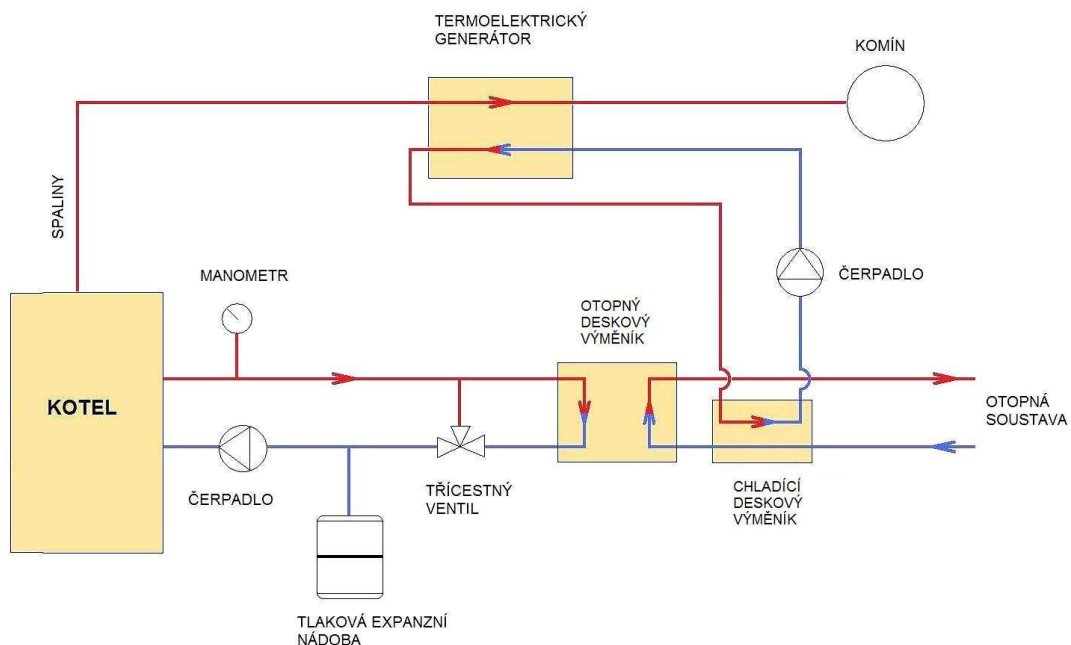 TERMOELEKTRICKÝ
GENERÁTOR
KOMÍN
SPALINY
MANOMETR
ČERPADLO
OTOPNÝ
DESKOVÝ
VÝMĚNÍK
KOTEL
OTOPNÁ
SOUSTAVA
ČERPADLO
TŘÍCESTNÝ
VENTIL
CHLADÍCÍ
DESKOVÝ
VÝMĚNÍK
TLAKOVÁ EXPANZNÍ
NÁDOBA